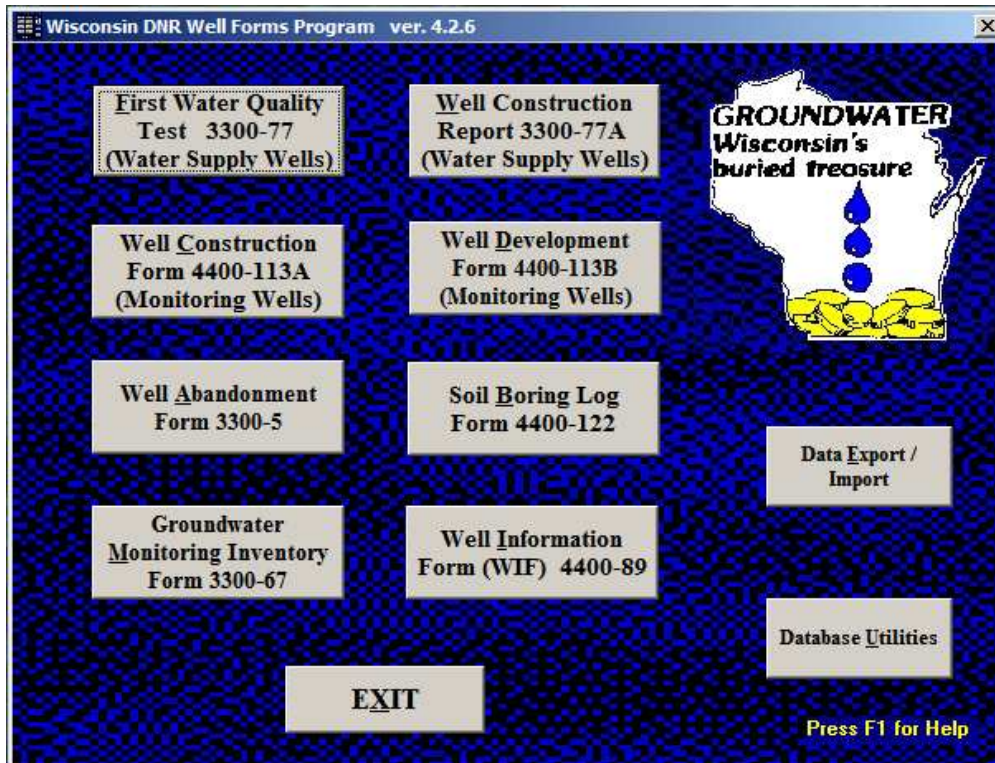 Wisconsin DNR Well Forms Program ver. 4.2.6
First Water Quality
Test 3300-77
(Water Supply Wells)
Well Construction
Report 3300-77A
(Water Supply Wells)
GROUNDWATER
Wisconsin's
buried treasure
Well Construction
Form 4400-113A
(Monitoring Wells)
Well Development
Form 4400-113B
(Monitoring Wells)
Well Abandonment
Form 3300-5
Soil Boring Log
Form 4400-122
Data Export /
Import
Groundwater
Monitoring Inventory
Form 3300-67
Well Information
Form (WIF) 4400-89
Database Utilities
EXIT
Press F1 for Help